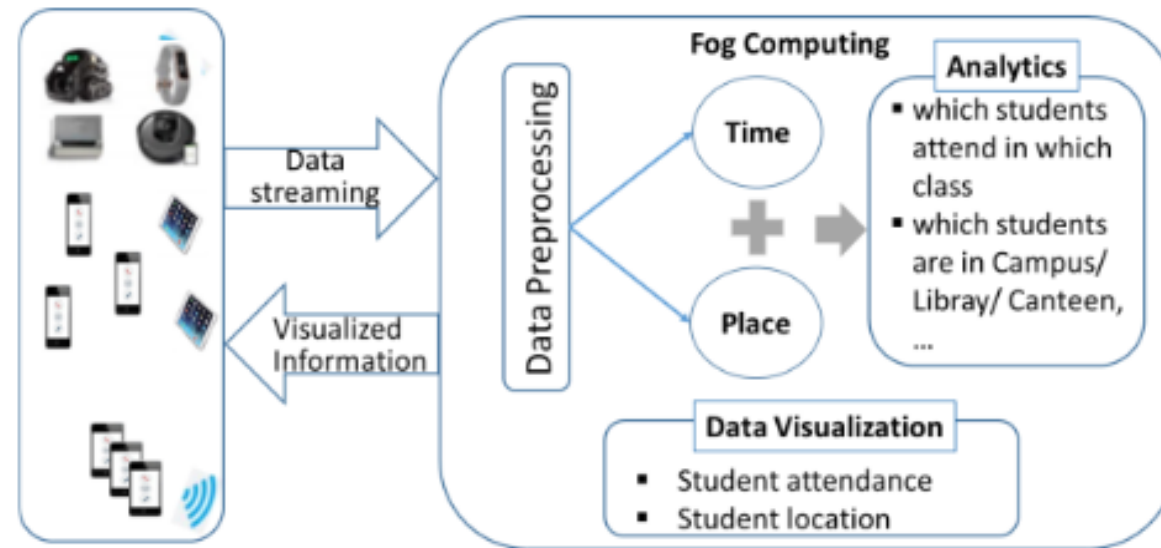 Fog Computing
Data
streaming
Visualized
Information
Data Preprocessing
Time
Place
Analytics
▪ which students
attend in which
class
▪ which students
are in Campus/
Libray/ Canteen,
...
Data Visualization
▪ Student attendance
▪ Student location